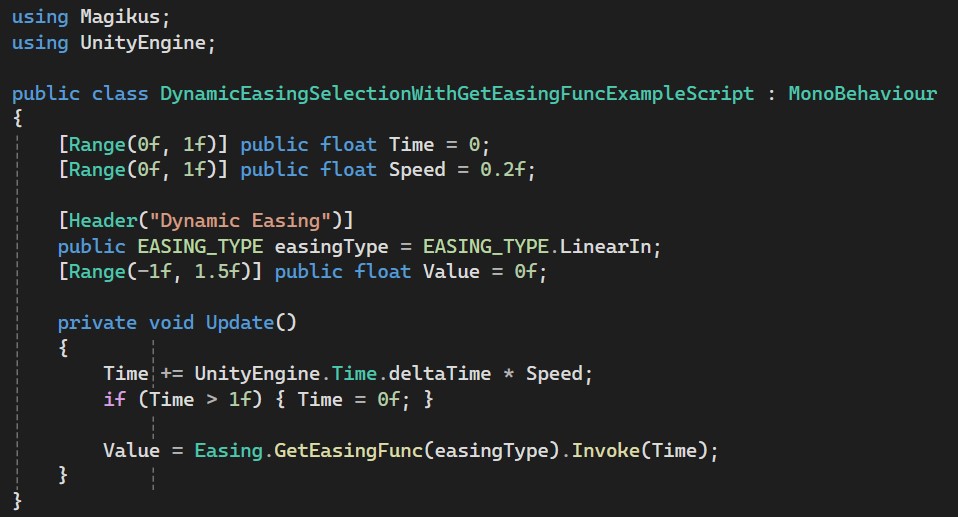 using Magikus;
using UnityEngine;

public class DynamicEasingSelectionWithGetEasingFuncExampleScript : MonoBehaviour
{
    [Range(0f, 1f)] public float Time = 0;
    [Range(0f, 1f)] public float Speed = 0.2f;

    [Header("Dynamic Easing")]
    public EASING_TYPE easingType = EASING_TYPE.LinearIn;
    [Range(-1f, 1.5f)] public float Value = 0f;

    private void Update()
    {
        Time += UnityEngine.Time.deltaTime * Speed;
        if (Time > 1f) { Time = 0f; }

        Value = Easing.GetEasingFunc(easingType).Invoke(Time);
    }
}